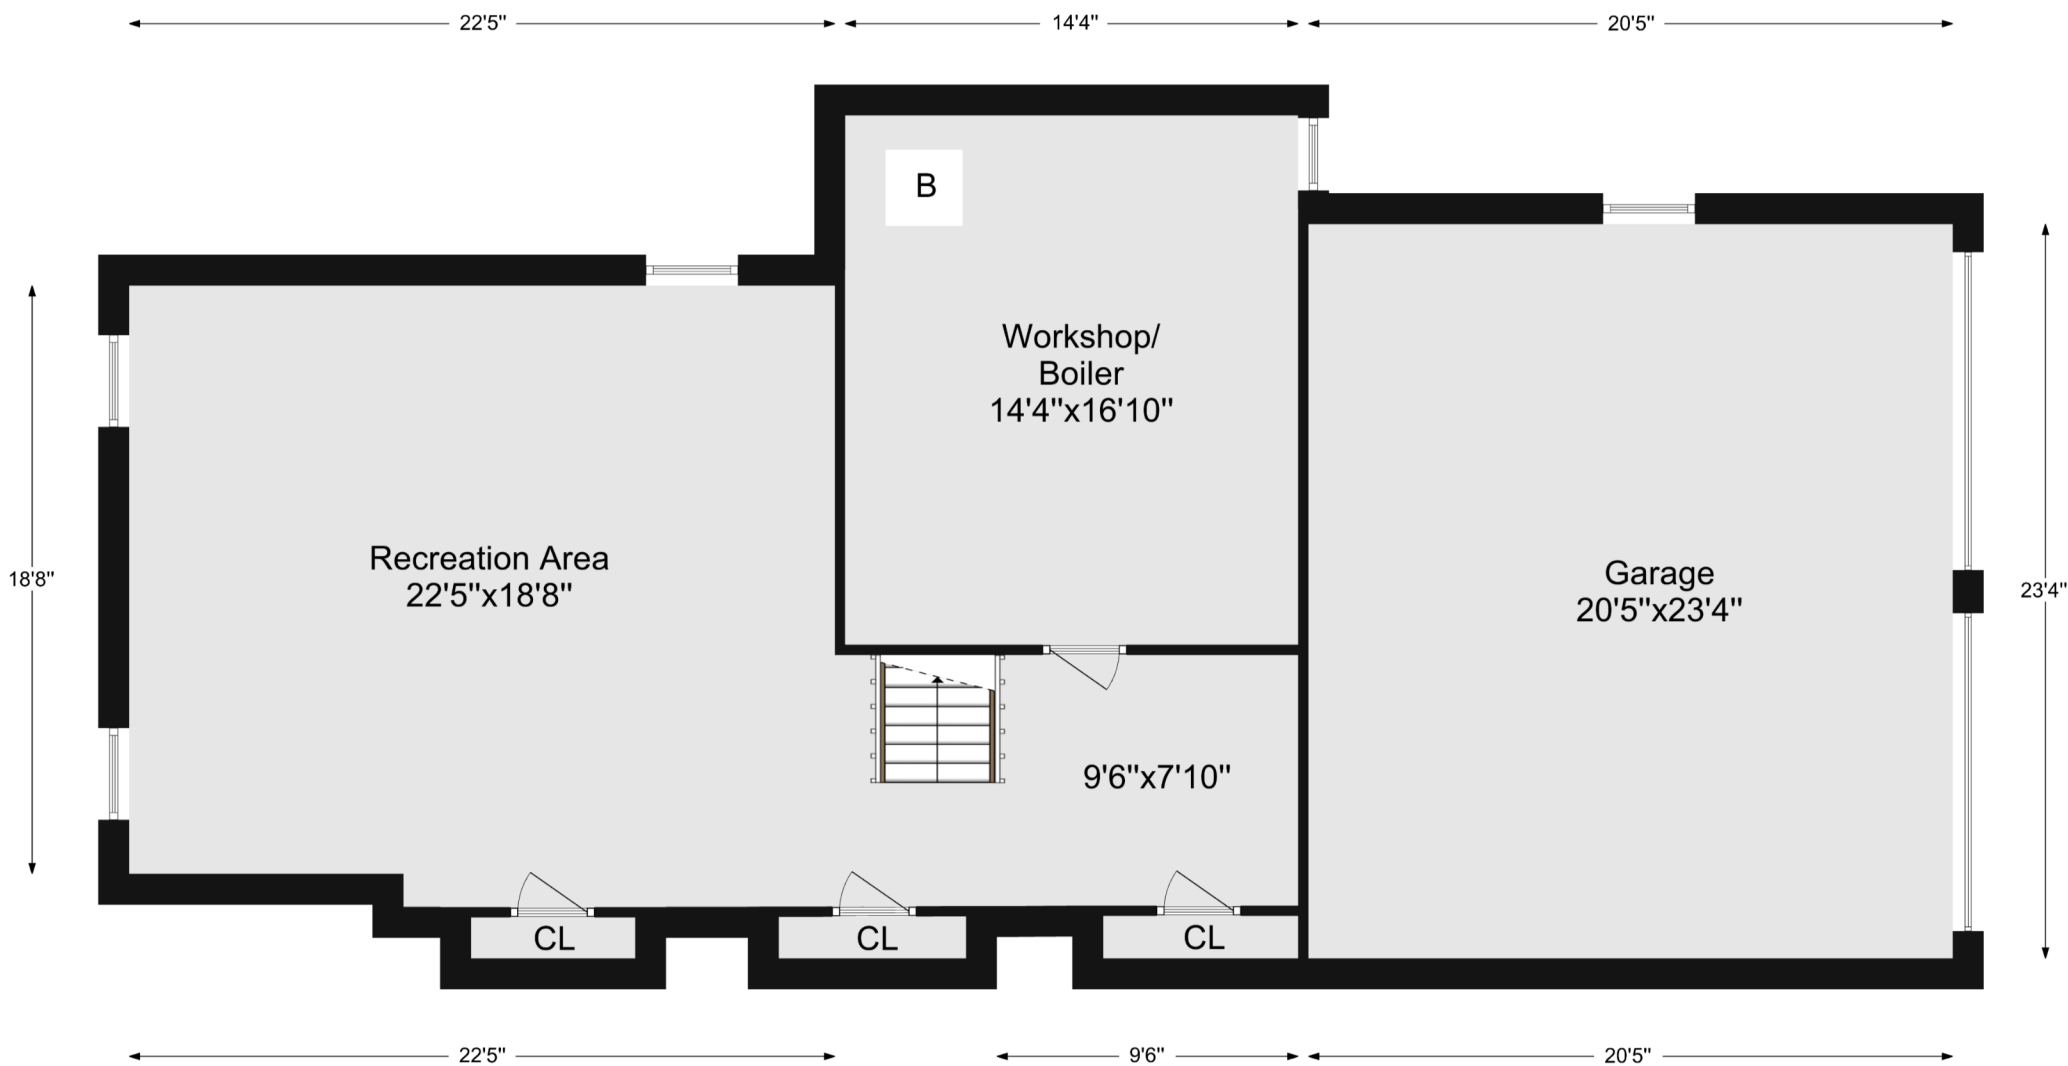 22'5"
14'4"
20'5"
B
Workshop/
Boiler
14'4"x16'10"
Recreation Area
22'5"x18'8"
Garage
20'5"x23'4"
18'8"
23'4"
9'6"x7'10"
CL
CL
CL
22'5"
9'6"
20'5"